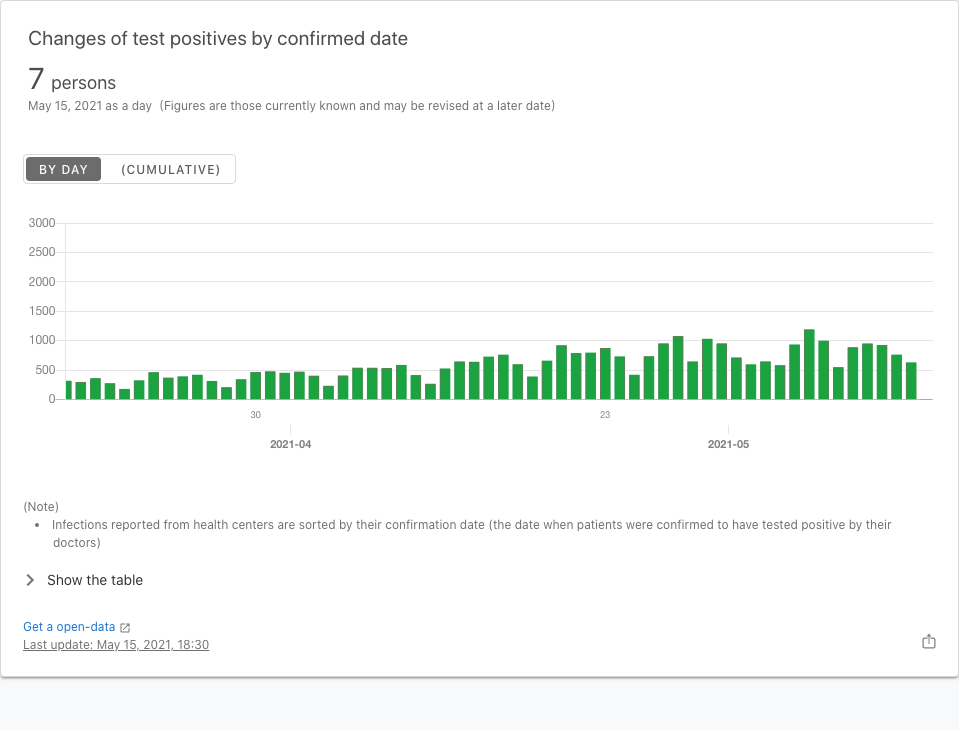 Changes of test positives by confirmed date
7 persons
May 15, 2021 as a day (Figures are those currently known and may be revised at a later date)
BY DAY (CUMULATIVE)
3000
2500
2000
1500
1000
500
0
30 23
2021-04 2021-05
(Note)
• Infections reported from health centers are sorted by their confirmation date (the date when patients were confirmed to have tested positive by their
doctors)
Show the table
Get a open-data
Last update: May 15, 2021, 18:30